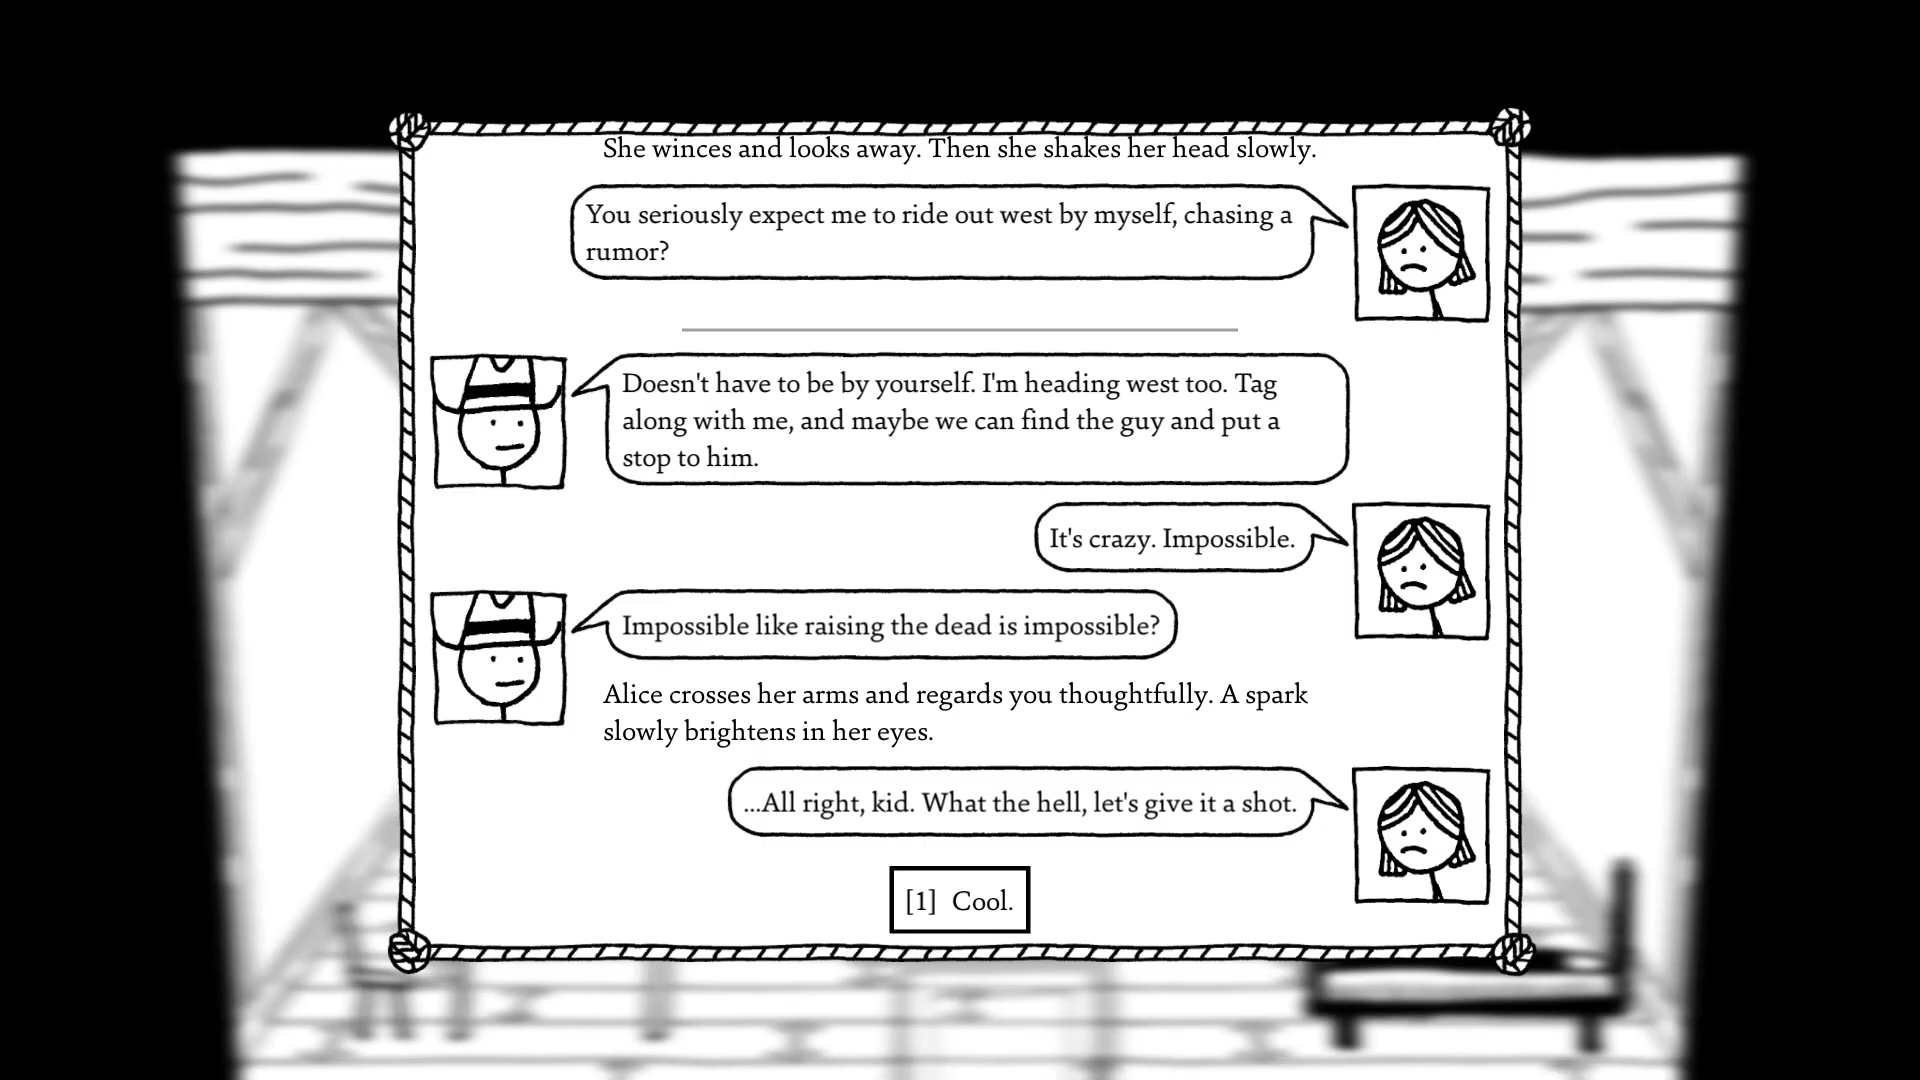 She winces and looks away. Then she shakes her head slowly.
You seriously expect me to ride out west by myself, chasing a
rumor?
Doesn't have to be by yourself. I'm heading west too. Tag
along with me, and maybe we can find the guy and put a
stop to him.
It's crazy. Impossible.
Impossible like raising the dead is impossible?
Alice crosses her arms and regards you thoughtfully. A spark
slowly brightens in her eyes.
...All right, kid. What the hell, let's give it a shot.
[1] Cool.